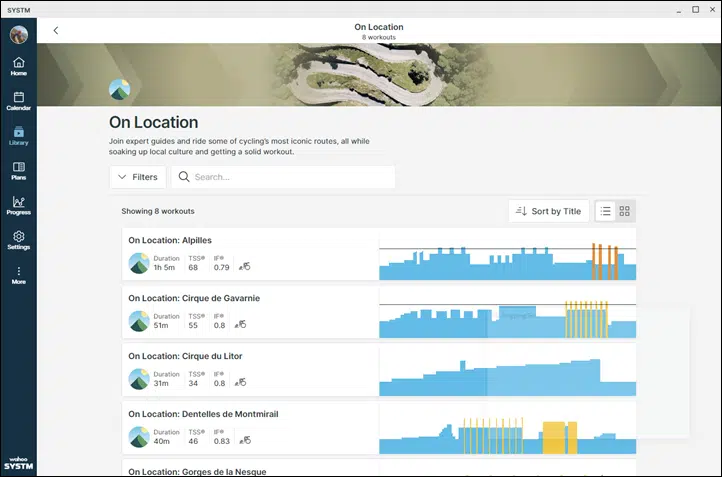 SYSTM
On Location
8 workouts
Home
Calendar
Library
Plans
Progress
Settings
More
wahoo
SYSTM
On Location
Join expert guides and ride some of cycling's most iconic routes, all while
soaking up local culture and getting a solid workout.
Filters
Search...
Showing 8 workouts
Sort by Title
On Location: Alpilles
Duration TSS® IF®
1h 5m 68 0.79
On Location: Cirque de Gavarnie
Duration TSS® IF®
51m 55 0.8
On Location: Cirque du Litor
Duration TSS® IF®
31m 34 0.8
On Location: Dentelles de Montmirail
Duration TSS® IF®
40m 46 0.83
On Location: Gorges de la Nesque